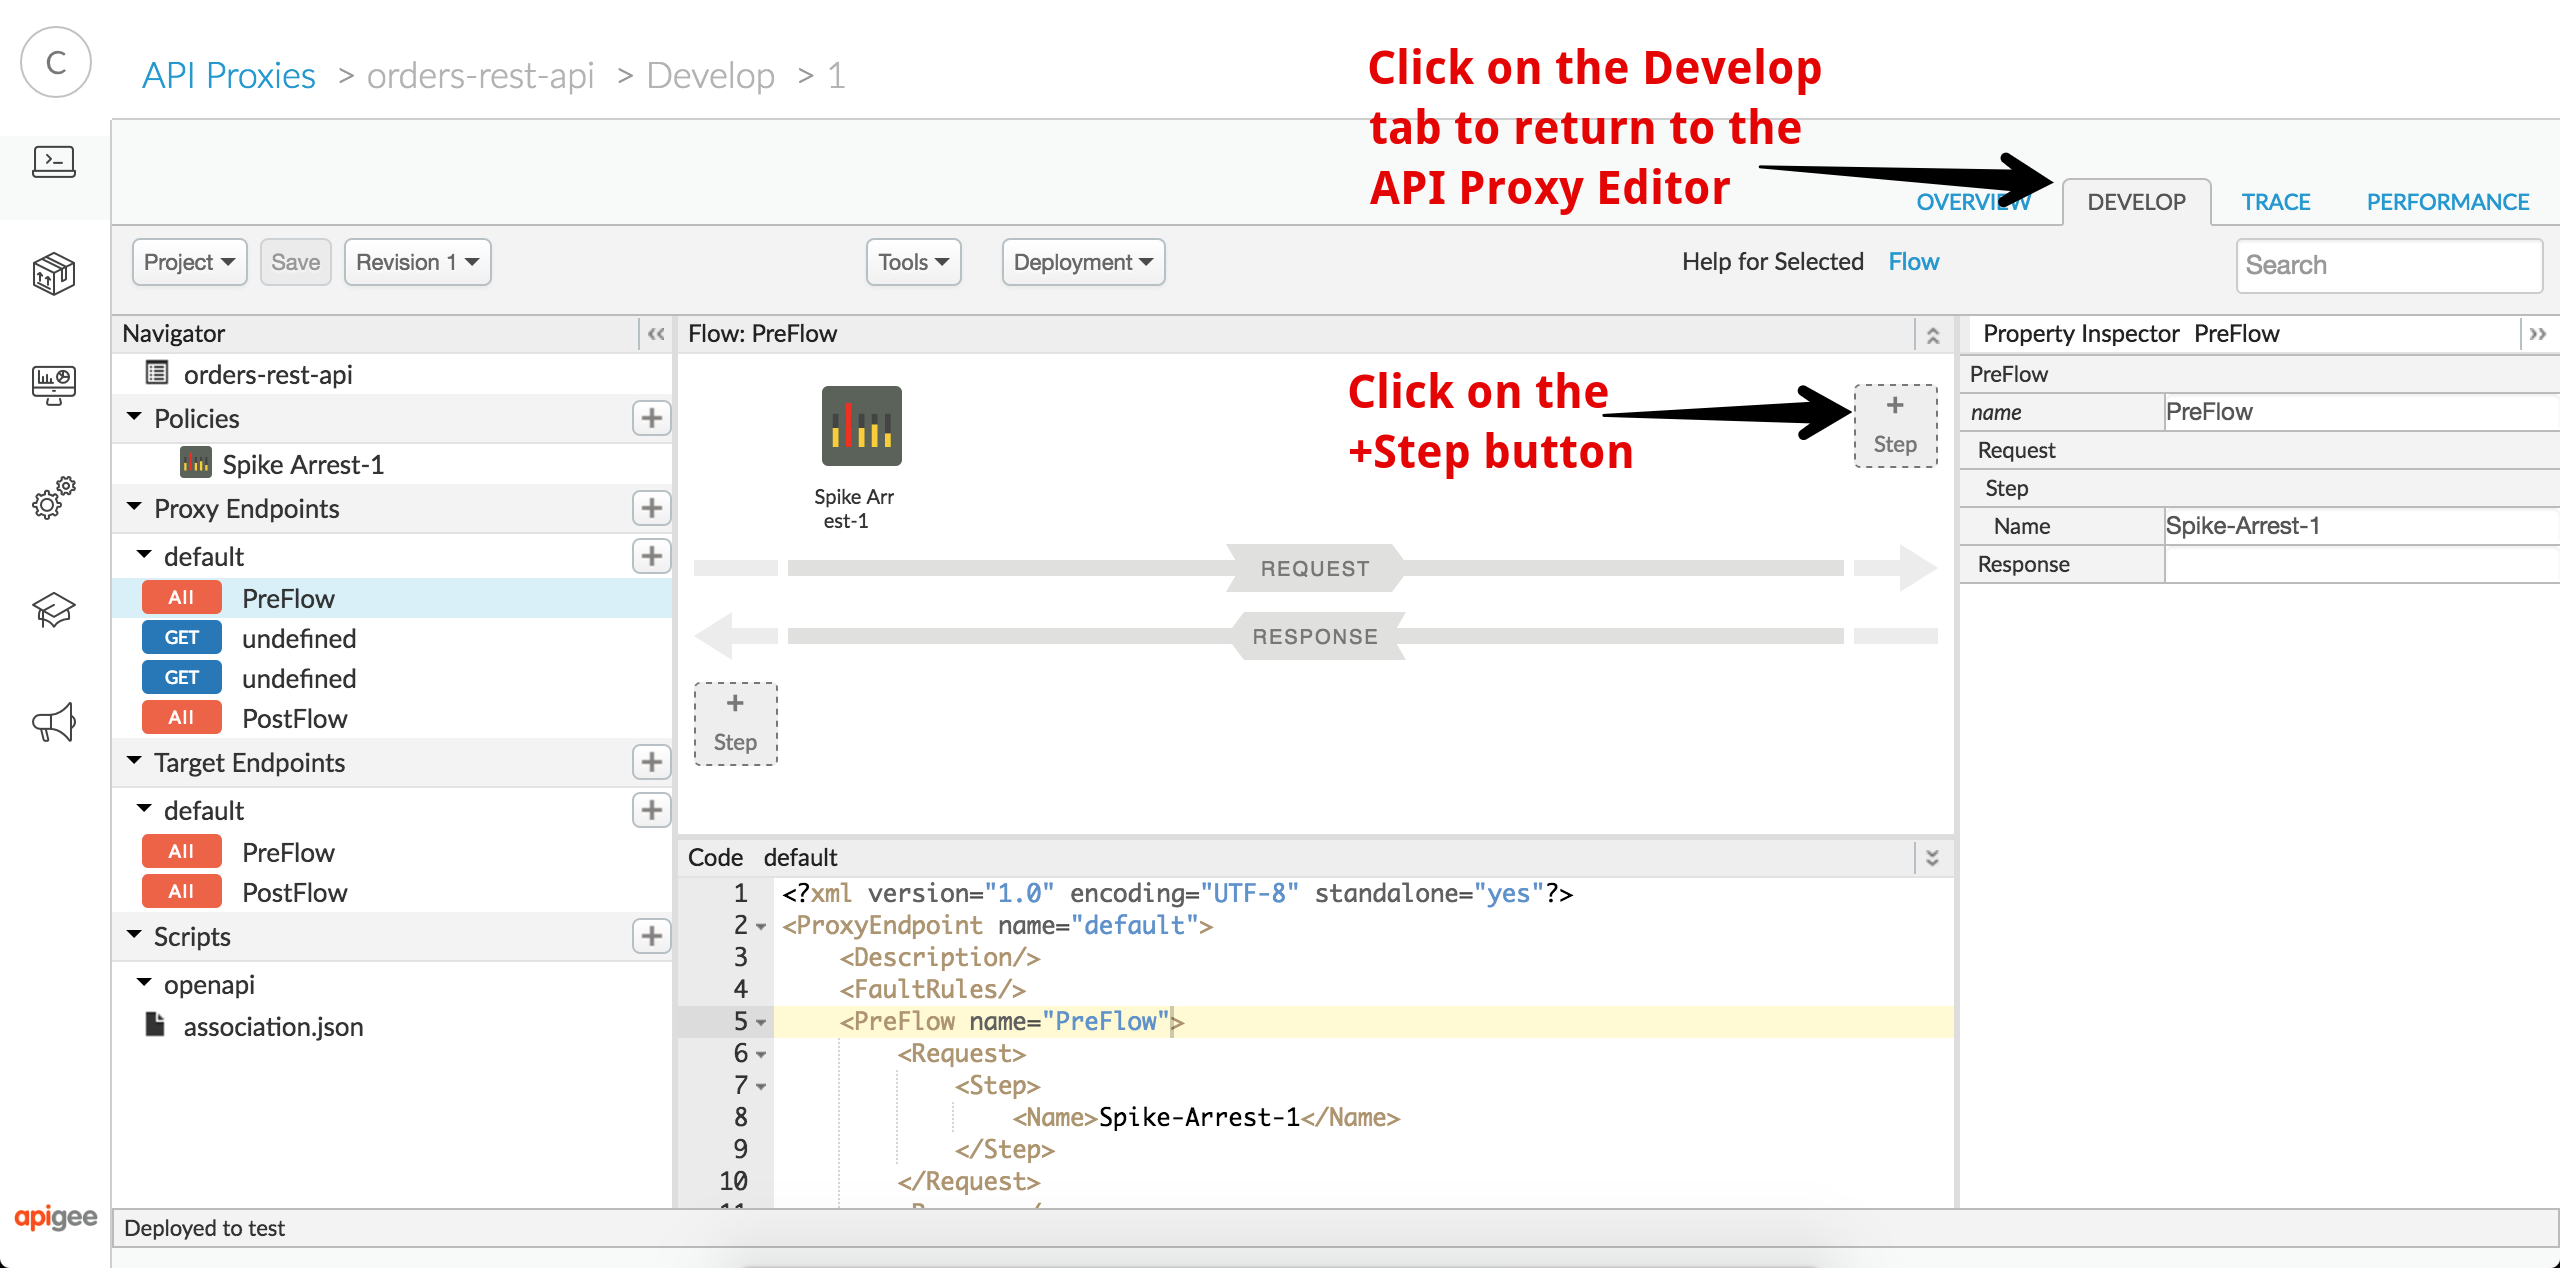 C
API Proxies > orders-rest-api > Develop > 1
Click on the Develop
tab to return to the
API Proxy Editor
OVERVIEW
DEVELOP
TRACE
PERFORMANCE
Project
Save
Revision 1
Tools
Deployment
Help for Selected Flow
Search
Navigator
orders-rest-api
Policies
Spike Arrest-1
Proxy Endpoints
default
All PreFlow
GET undefined
GET undefined
All PostFlow
Target Endpoints
default
All PreFlow
All PostFlow
Scripts
openapi
association.json
Flow: PreFlow
Click on the
+Step button
+
Step
Spike Arr
est-1
REQUEST
RESPONSE
+
Step
Code default
1 <?xml version="1.0" encoding="UTF-8" standalone="yes"?>
2 <ProxyEndpoint name="default">
3 <Description/>
4 <FaultRules/>
5 <PreFlow name="PreFlow">
6 <Request>
7 <Step>
8 <Name>Spike-Arrest-1</Name>
9 </Step>
10 </Request>
Property Inspector PreFlow
PreFlow
name PreFlow
Request
Step
Name Spike-Arrest-1
Response
apigee
Deployed to test